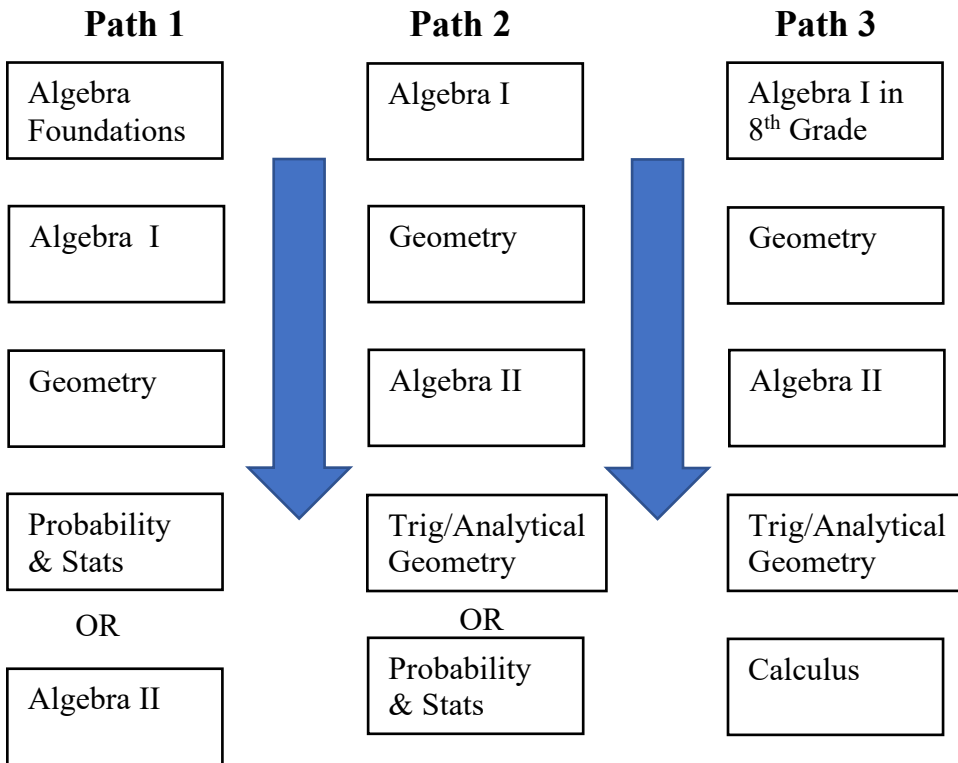 Path 1
Algebra
Foundations
Algebra I
Geometry
Probability
& Stats
OR
Algebra II
Path 2
Algebra I
Geometry
Algebra II
Trig/Analytical
Geometry
OR
Probability
& Stats
Path 3
Algebra I in
8th Grade
Geometry
Algebra II
Trig/Analytical
Geometry
Calculus